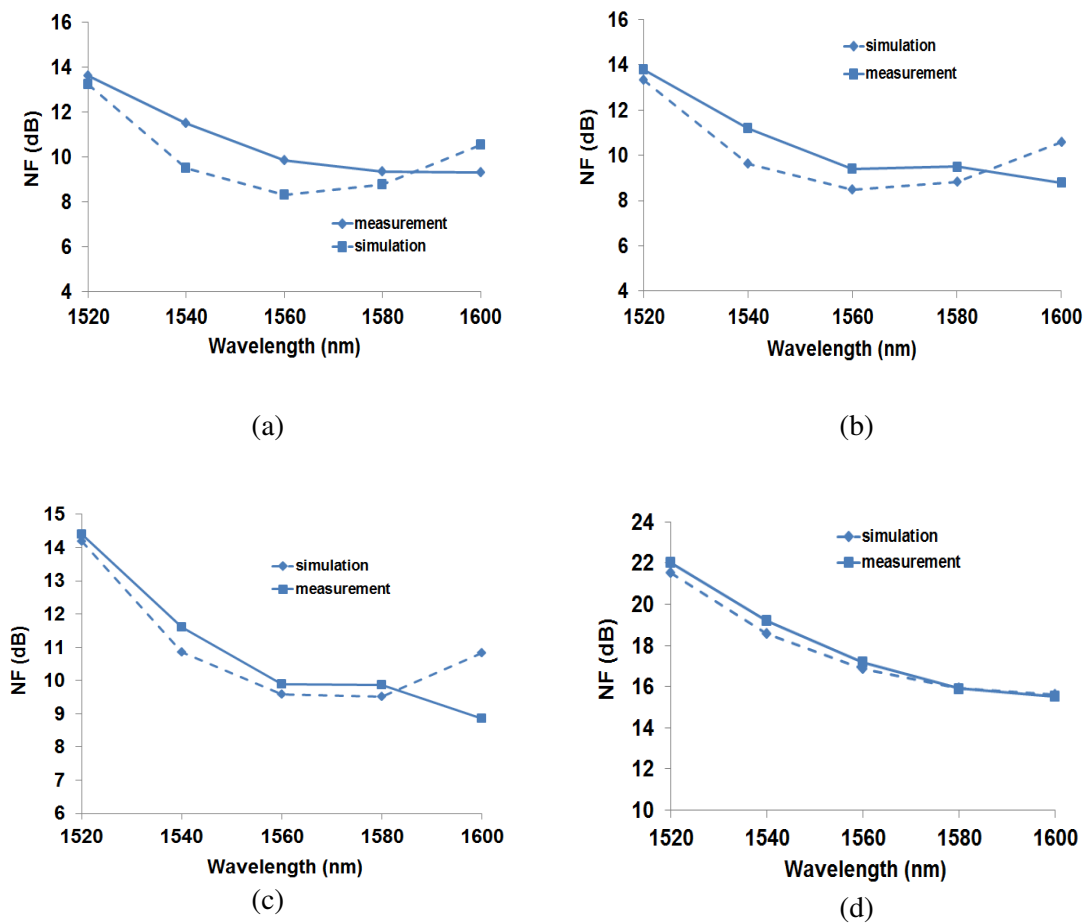 16
14
12
10
8
6
4
NF (dB)
measurement
simulation
1520 1540 1560 1580 1600
Wavelength (nm)
(a)
16
14
12
10
8
6
4
NF (dB)
simulation
measurement
1520 1540 1560 1580 1600
Wavelength (nm)
(b)
15
14
13
12
11
10
9
8
7
6
NF (dB)
simulation
measurement
1520 1540 1560 1580 1600
Wavelength (nm)
(c)
24
22
20
18
16
14
12
10
NF (dB)
simulation
measurement
1520 1540 1560 1580 1600
Wavelength (nm)
(d)